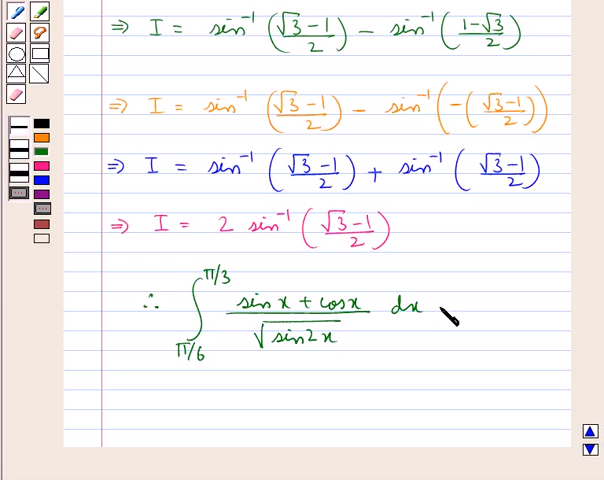 ⇒ I = sin⁻¹ ((√3 − 1)/2) − sin⁻¹ ((1 − √3)/2)
⇒ I = sin⁻¹ ((√3 − 1)/2) − sin⁻¹ (−((√3 − 1)/2))
⇒ I = sin⁻¹ ((√3 − 1)/2) + sin⁻¹ ((√3 − 1)/2)
⇒ I = 2 sin⁻¹ ((√3 − 1)/2)
∴ ∫_{π/6}^{π/3} (sin x + cos x)/√(sin 2x) dx